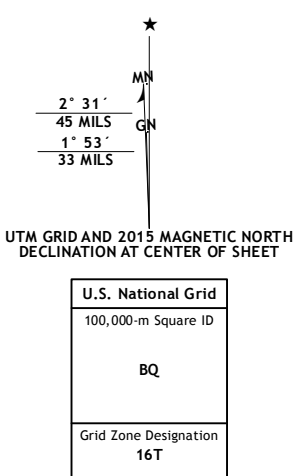 ★
MN
2° 31´
45 MILS
GN
1° 53´
33 MILS
UTM GRID AND 2015 MAGNETIC NORTH
DECLINATION AT CENTER OF SHEET
U.S. National Grid
100,000-m Square ID
BQ
Grid Zone Designation
16T